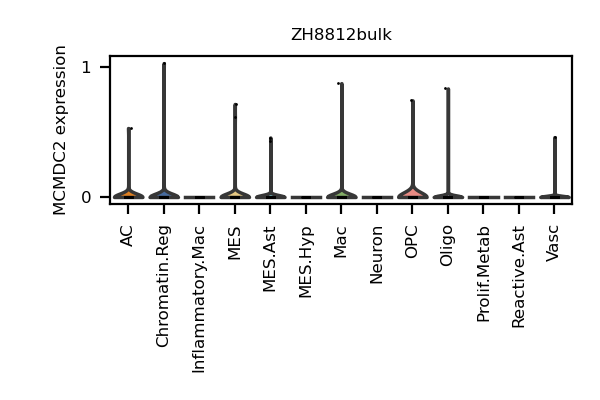 ZH8812bulk
MCMDC2 expression
1
0
AC
Chromatin.Reg
Inflammatory.Mac
MES
MES.Ast
MES.Hyp
Mac
Neuron
OPC
Oligo
Prolif.Metab
Reactive.Ast
Vasc